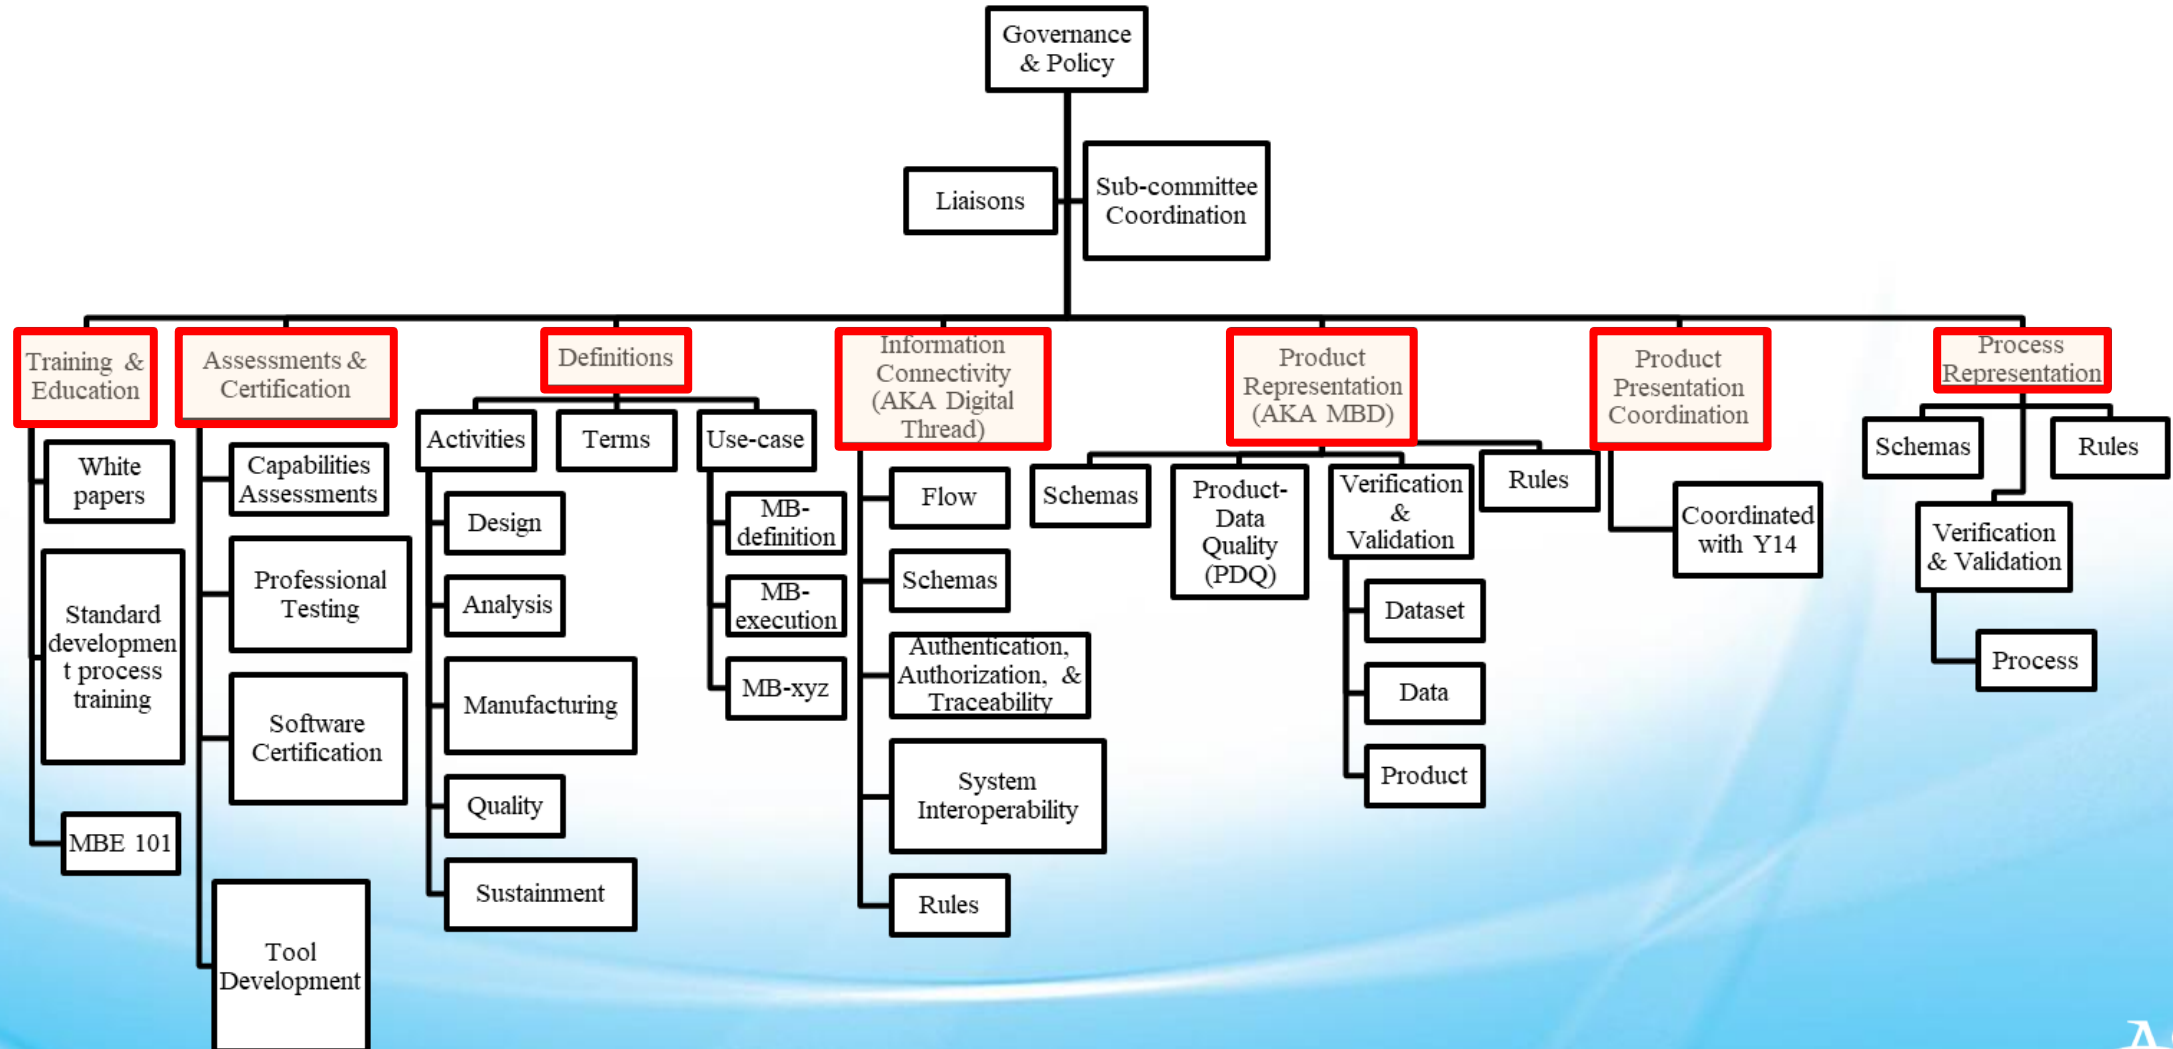 Governance
& Policy
Liaisons
Sub-committee
Coordination
Training &
Education
White
papers
Standard
developmen
t process
training
MBE 101
Assessments &
Certification
Capabilities
Assessments
Professional
Testing
Software
Certification
Tool
Development
Definitions
Activities
Design
Analysis
Manufacturing
Quality
Sustainment
Terms
Use-case
MB-
definition
MB-
execution
MB-xyz
Information
Connectivity
(AKA Digital
Thread)
Flow
Schemas
Authentication,
Authorization, &
Traceability
System
Interoperability
Rules
Product
Representation
(AKA MBD)
Schemas
Product-
Data
Quality
(PDQ)
Verification
&
Validation
Dataset
Data
Product
Rules
Product
Presentation
Coordination
Coordinated
with Y14
Process
Representation
Schemas
Verification
& Validation
Process
Rules